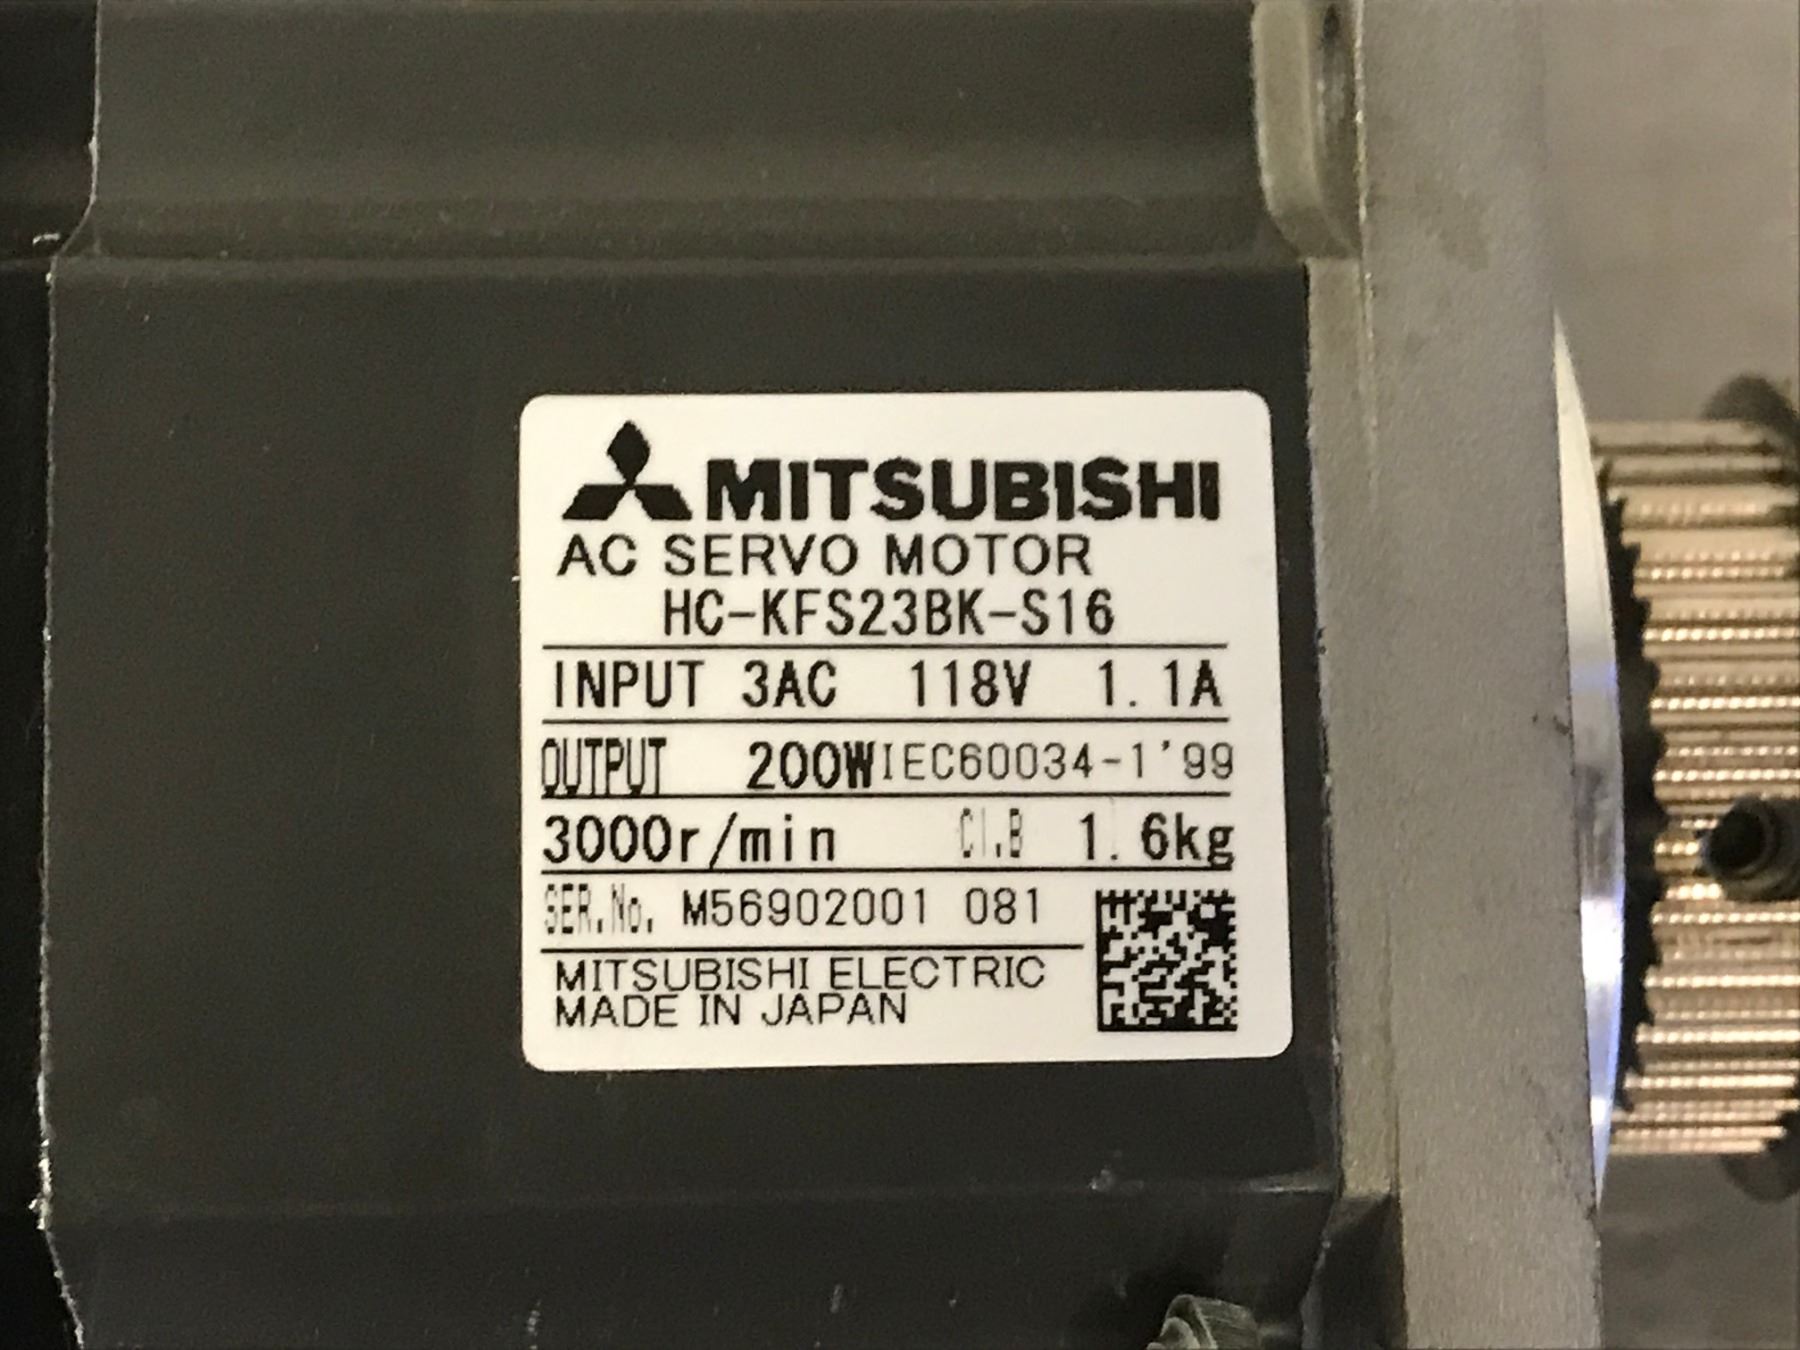 MITSUBISHI
AC SERVO MOTOR
HC-KFS23BK-S16
INPUT 3AC 118V 1.1A
OUTPUT 200W IEC60034-1'99
3000r/min CI.B 1.6kg
SER.No. M56902001 081
MITSUBISHI ELECTRIC
MADE IN JAPAN